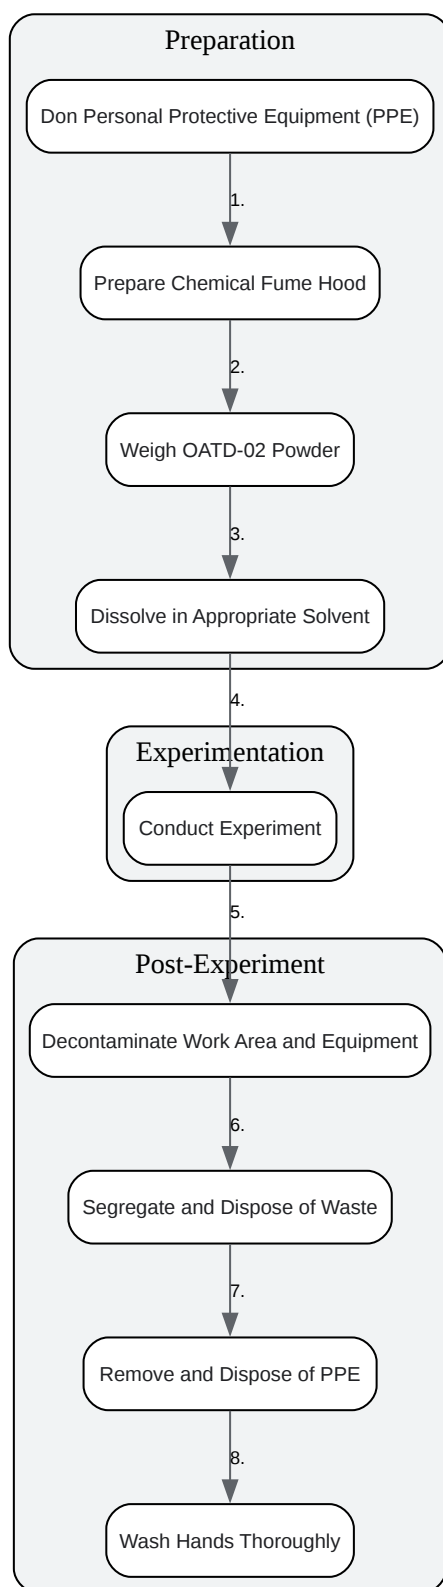 Preparation
Don Personal Protective Equipment (PPE)
1.
Prepare Chemical Fume Hood
2.
Weigh OATD-02 Powder
3.
Dissolve in Appropriate Solvent
4.
Experimentation
Conduct Experiment
5.
Post-Experiment
Decontaminate Work Area and Equipment
6.
Segregate and Dispose of Waste
7.
Remove and Dispose of PPE
8.
Wash Hands Thoroughly